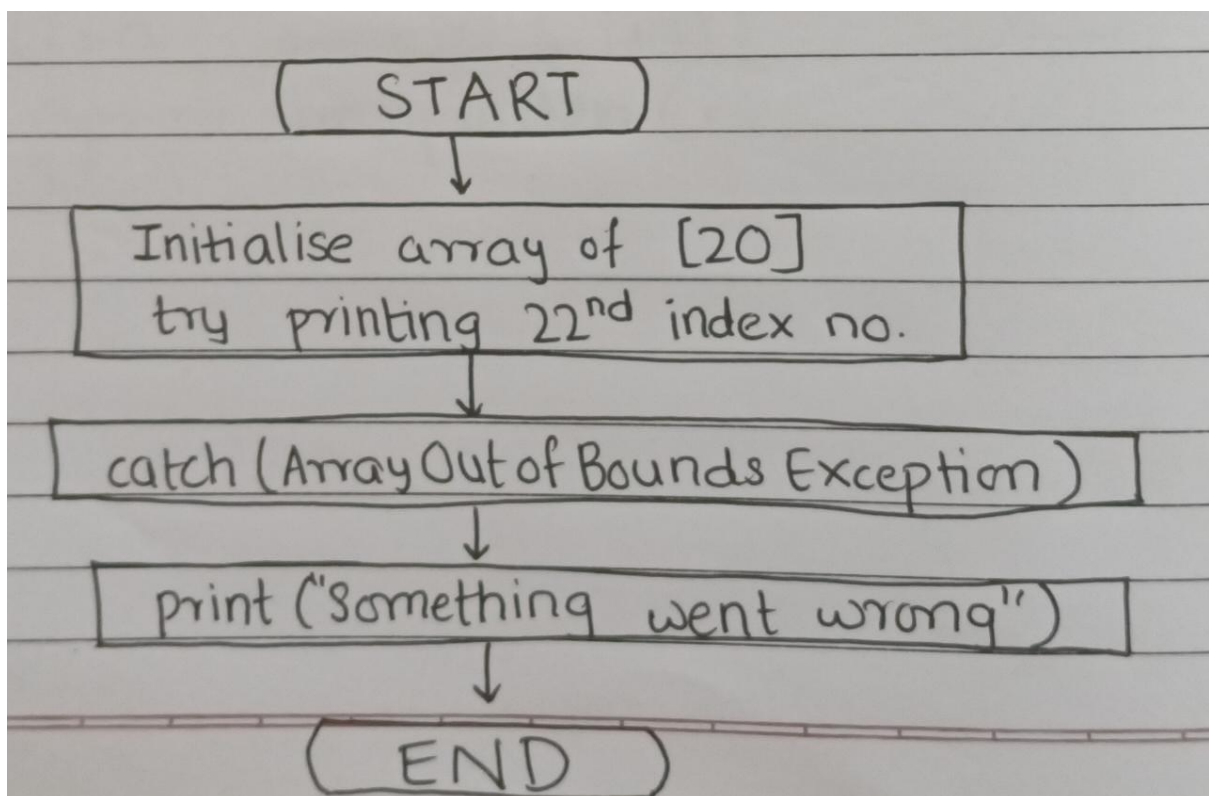 START
Initialise array of [20]
try printing 22nd index no.
catch (Array Out of Bounds Exception)
print ("Something went wrong")
END